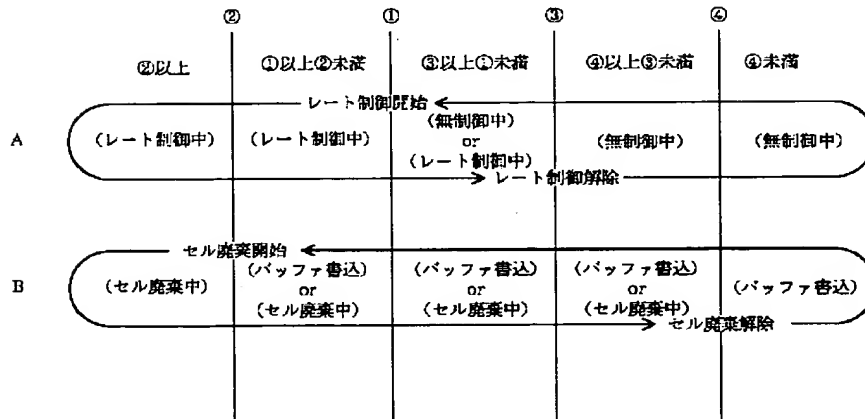 ② ① ③ ④
②以上 ①以上②未満 ③以上①未満 ④以上③未満 ④未満
レート制御開始
A (レート制御中) (レート制御中) (無制御中) or (レート制御中) (無制御中) (無制御中)
レート制御解除
セル廃棄開始
B (セル廃棄中) (バッファ書込) or (セル廃棄中) (バッファ書込) or (セル廃棄中) (バッファ書込) or (セル廃棄中) (バッファ書込)
セル廃棄解除